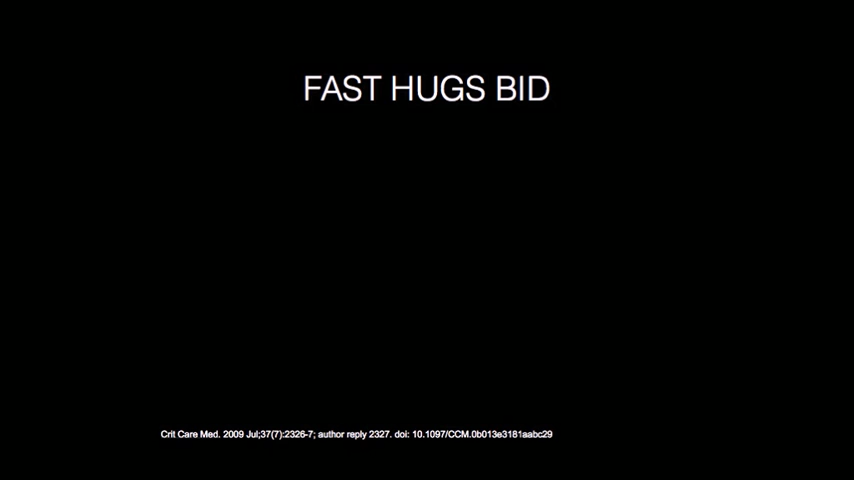 FAST HUGS BID
Crit Care Med. 2009 Jul;37(7):2326-7; author reply 2327. doi: 10.1097/CCM.0b013e3181aabc29